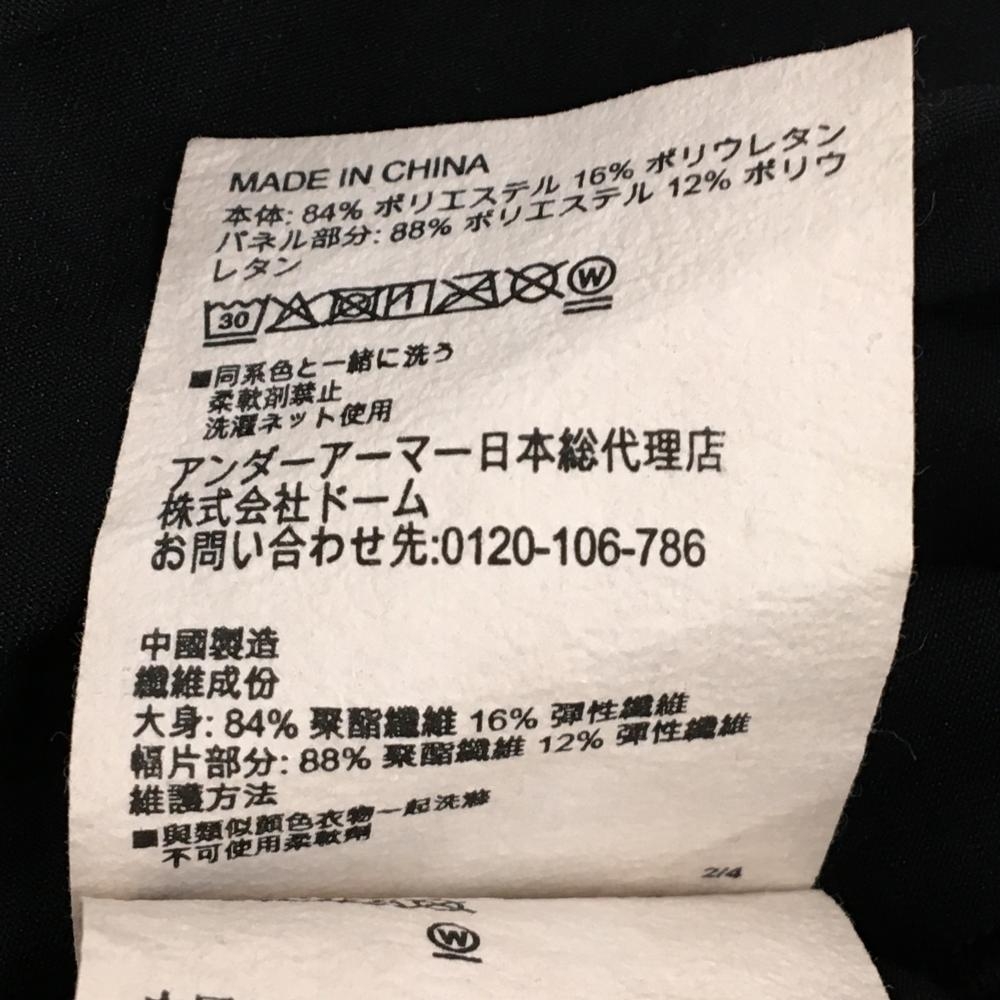 MADE IN CHINA
本体: 84% ポリエステル 16% ポリウレタン
パネル部分: 88% ポリエステル 12% ポリウ
レタン
30 W
■同系色と一緒に洗う
柔軟剤禁止
洗濯ネット使用
アンダーアーマー日本総代理店
株式会社ドーム
お問い合わせ先:0120-106-786
中國製造
纖維成份
大身: 84% 聚酯纖維 16% 彈性纖維
幅片部分: 88% 聚酯纖維 12% 彈性纖維
維護方法
■與類似顏色衣物一起洗滌
不可使用柔軟劑
2/4
W